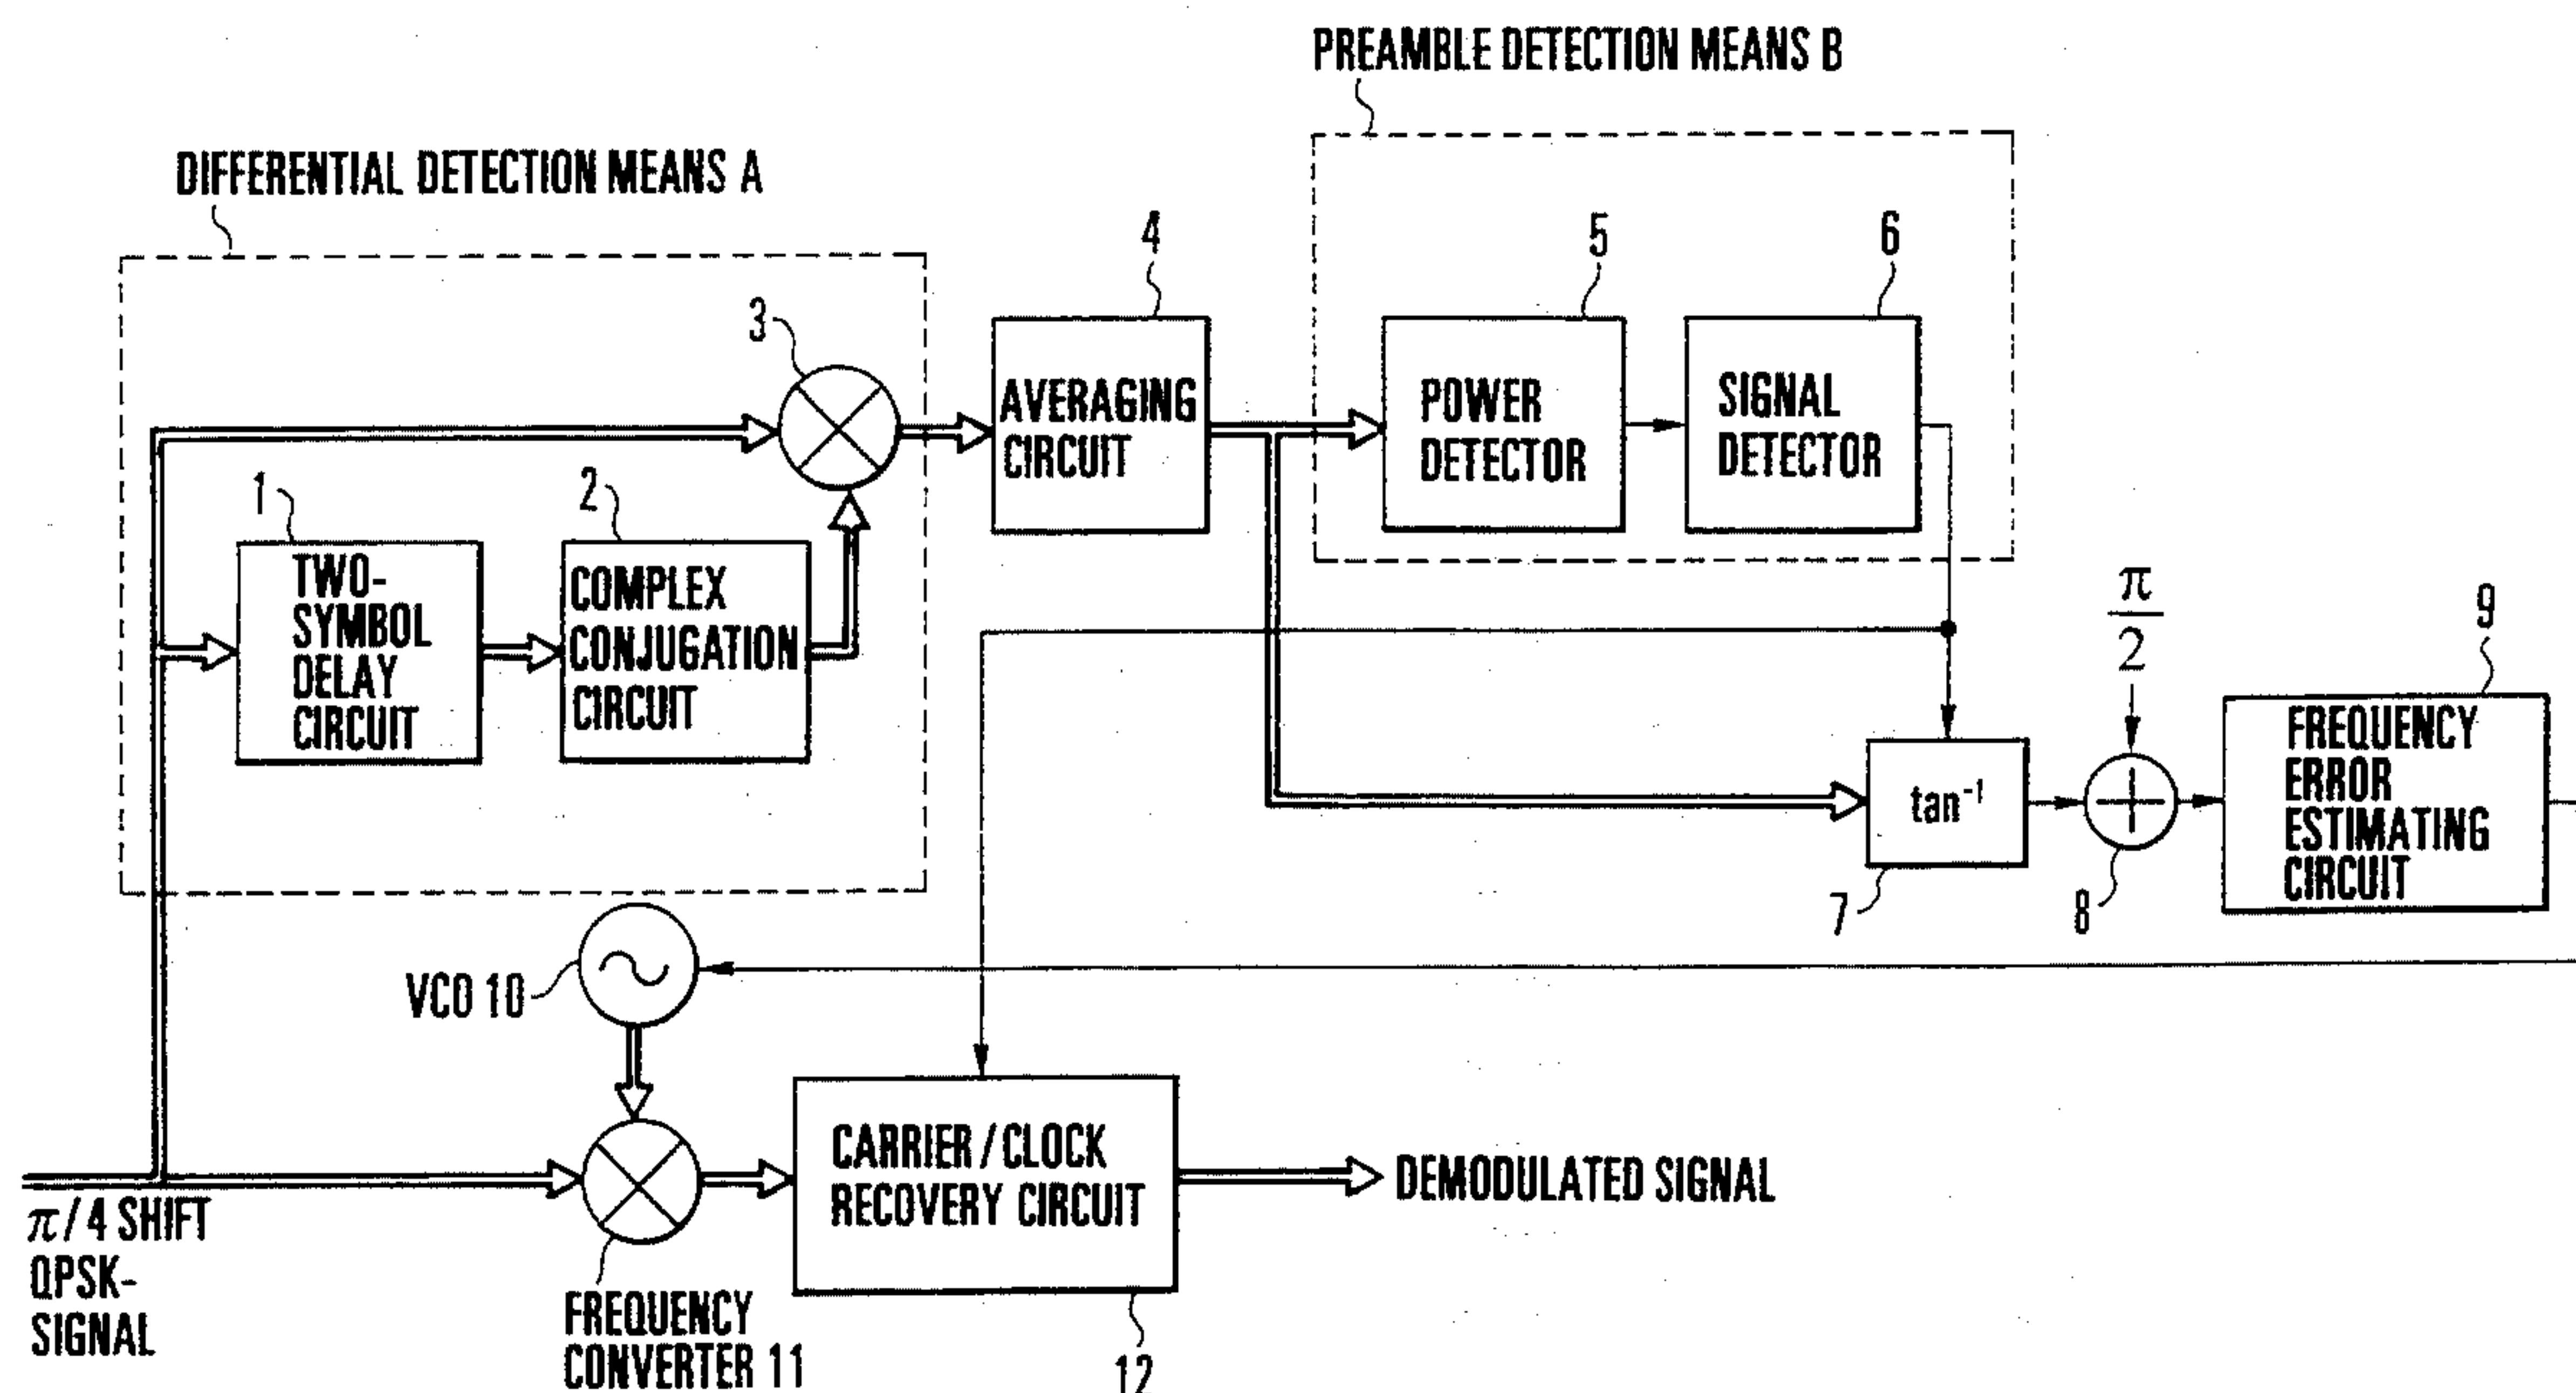 PREAMBLE DETECTION MEANS B
DIFFERENTIAL DETECTION MEANS A
4
5
6
3
AVERAGING
CIRCUIT
POWER
DETECTOR
SIGNAL
DETECTOR
1
2
TWO-
SYMBOL
DELAY
CIRCUIT
COMPLEX
CONJUGATION
CIRCUIT
π
2
9
tan⁻¹
FREQUENCY
ERROR
ESTIMATING
CIRCUIT
7
8
VCO 10
CARRIER / CLOCK
RECOVERY CIRCUIT
DEMODULATED SIGNAL
π/4 SHIFT
QPSK-
SIGNAL
FREQUENCY
CONVERTER 11
12